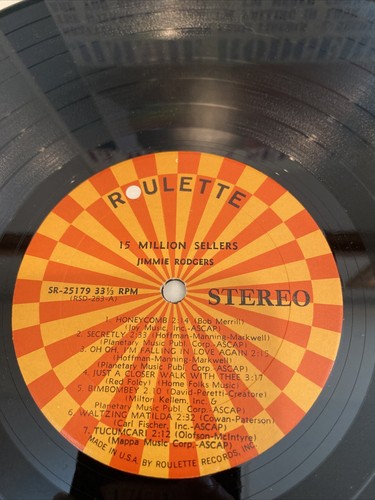 ROULETTE
15 MILLION SELLERS
JIMMIE RODGERS
SR-25179 33⅓ RPM
(RSD-283-A)
STEREO
1. HONEYCOMB 2:14 (Bob Merrill)
(Joy Music, Inc.-ASCAP)
2. SECRETLY 2:33 (Hoffman-Manning-Markwell)
(Planetary Music Publ. Corp.-ASCAP)
3. OH OH, I'M FALLING IN LOVE AGAIN 2:15
(Hoffman-Manning-Markwell)
(Planetary Music Publ. Corp.-ASCAP)
4. JUST A CLOSER WALK WITH THEE 3:17
(Red Foley) (Home Folks Music)
5. BIMBOMBEY 2:10 (David-Peretti-Creatore)
(Milton Kellem, Inc &
Planetary Music Publ. Corp.-ASCAP)
6. WALTZING MATILDA 2:32 (Cowan-Paterson)
(Carl Fischer, Inc.-ASCAP)
7. TUCUMCARI 2:12 (Olofson-McIntyre)
(Mappa Music Corp.-ASCAP)
MADE IN U.S.A. BY ROULETTE RECORDS, INC.